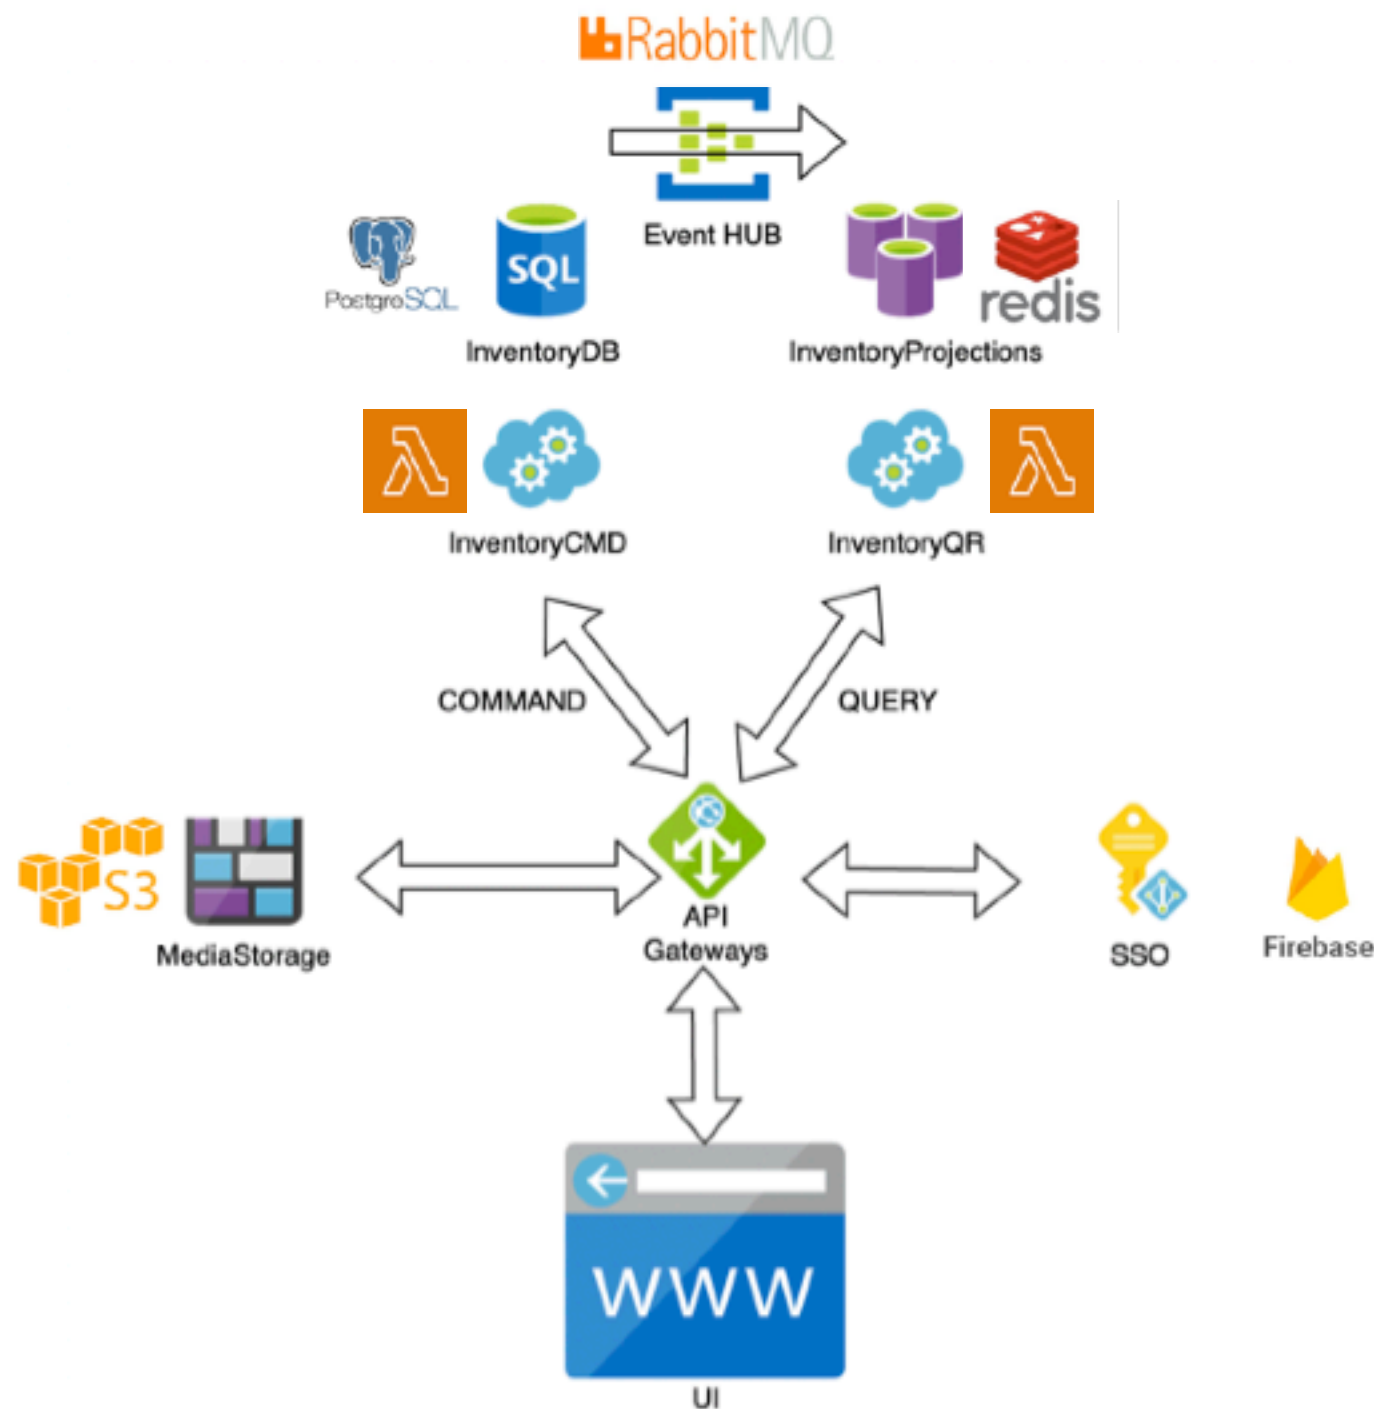 RabbitMQ
Event HUB
PostgreSQL
SQL
InventoryDB
redis
InventoryProjections
InventoryCMD
InventoryQR
COMMAND
QUERY
S3
MediaStorage
API
Gateways
SSO
Firebase
WWW
UI